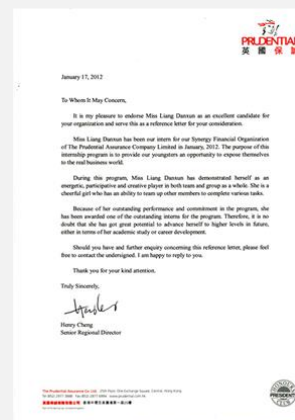 PRUDENTIAL
英國保誠
January 17, 2012
To Whom It May Concern,
It is my pleasure to endorse Miss Liang Danxun as an excellent candidate for
your organization and serve this as a reference letter for your consideration.
Miss Liang Danxun has been our intern for our Synergy Financial Organization
of The Prudential Assurance Company Limited in January, 2012. The purpose of this
internship program is to provide our youngsters an opportunity to expose themselves to
the real business world.
During this program, Miss Liang Danxun has demonstrated herself as an
energetic, participative and creative player in both team and group as a whole. She is a
cheerful girl who has an ability to team up other members to complete various tasks.
Because of her outstanding performance and commitment in the program, she
has been awarded one of the outstanding interns for the program. Therefore, it is no
doubt that she has got great potential to advance herself to higher levels in future,
either in terms of her academic study or career development.
Should you have and further enquiry concerning this reference letter, please feel
free to contact the undersigned. I am happy to reply to you.
Thank you for your kind attention.
Truly Sincerely,
Henry Cheng
Senior Regional Director
The Prudential Assurance Co. Ltd.
PRESIDENT